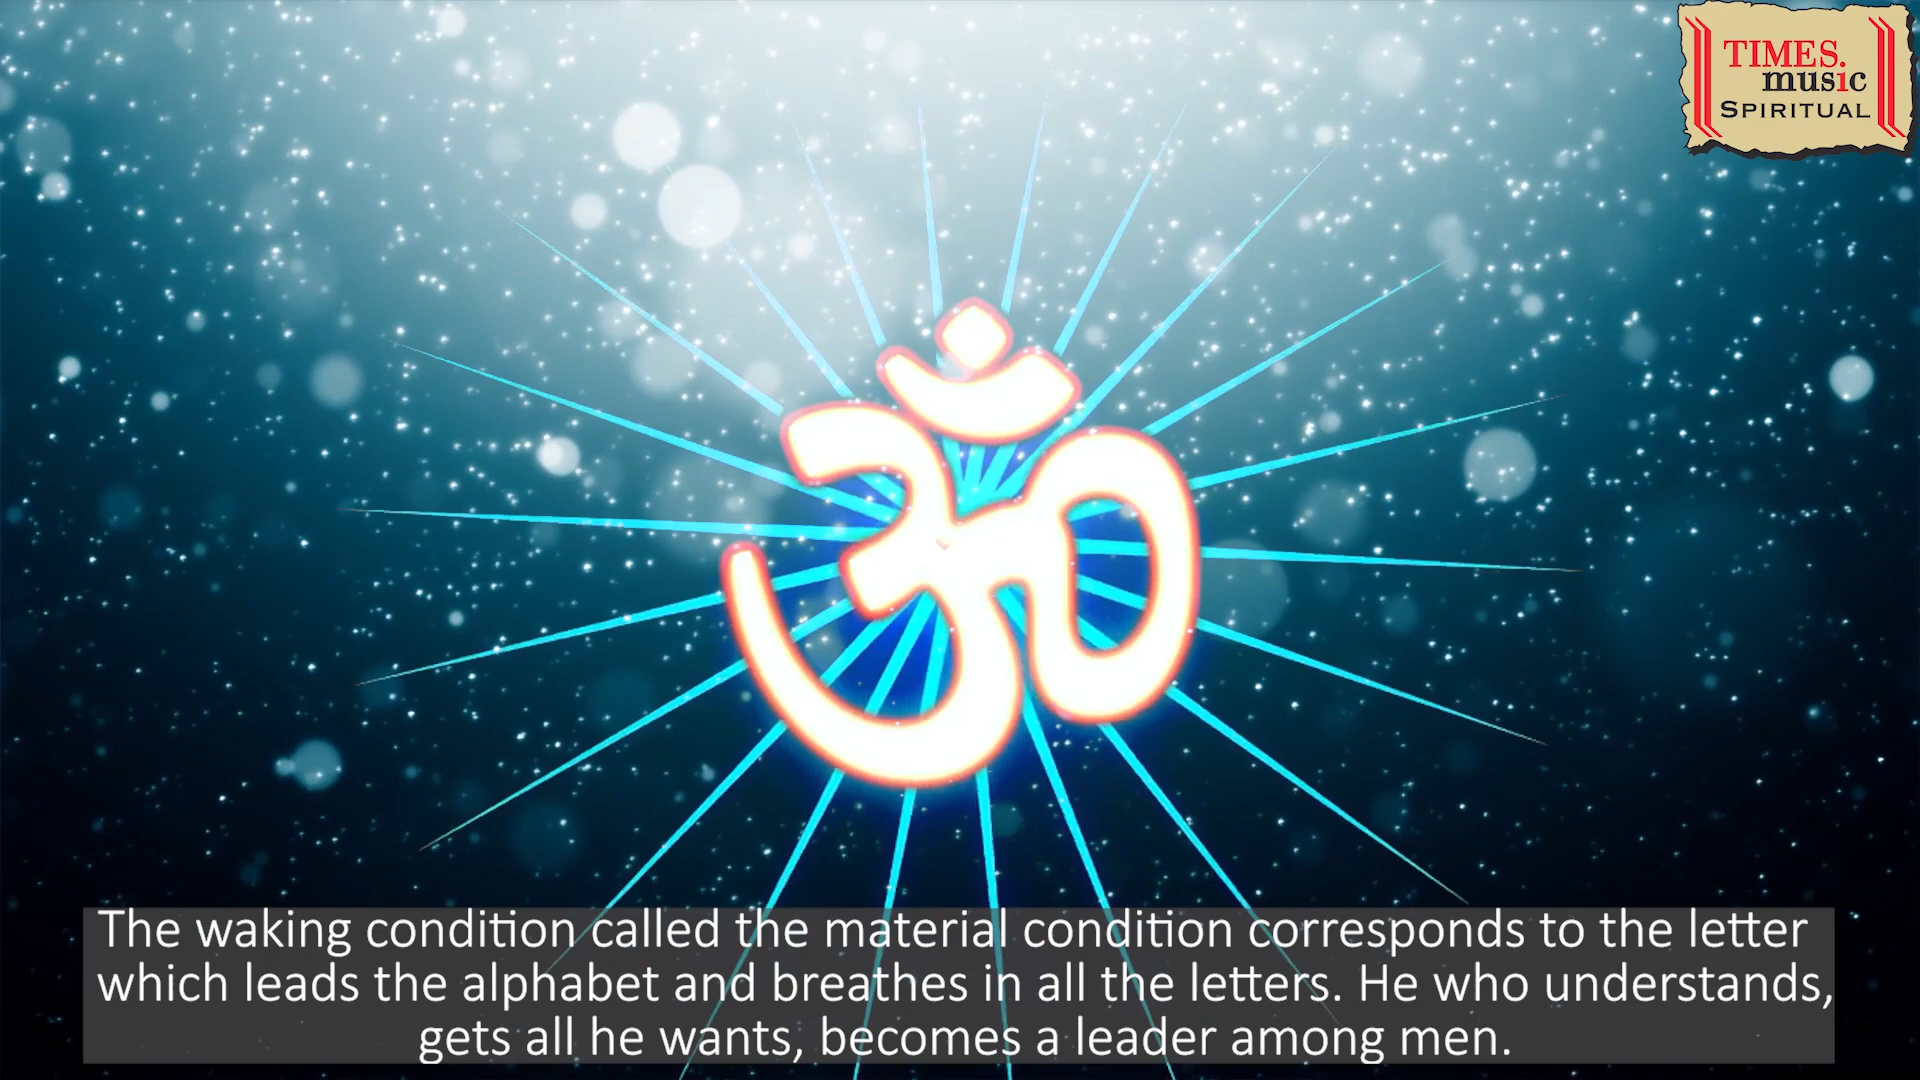 TIMES.
music
SPIRITUAL
ॐ
The waking condition called the material condition corresponds to the letter
which leads the alphabet and breathes in all the letters. He who understands,
gets all he wants, becomes a leader among men.